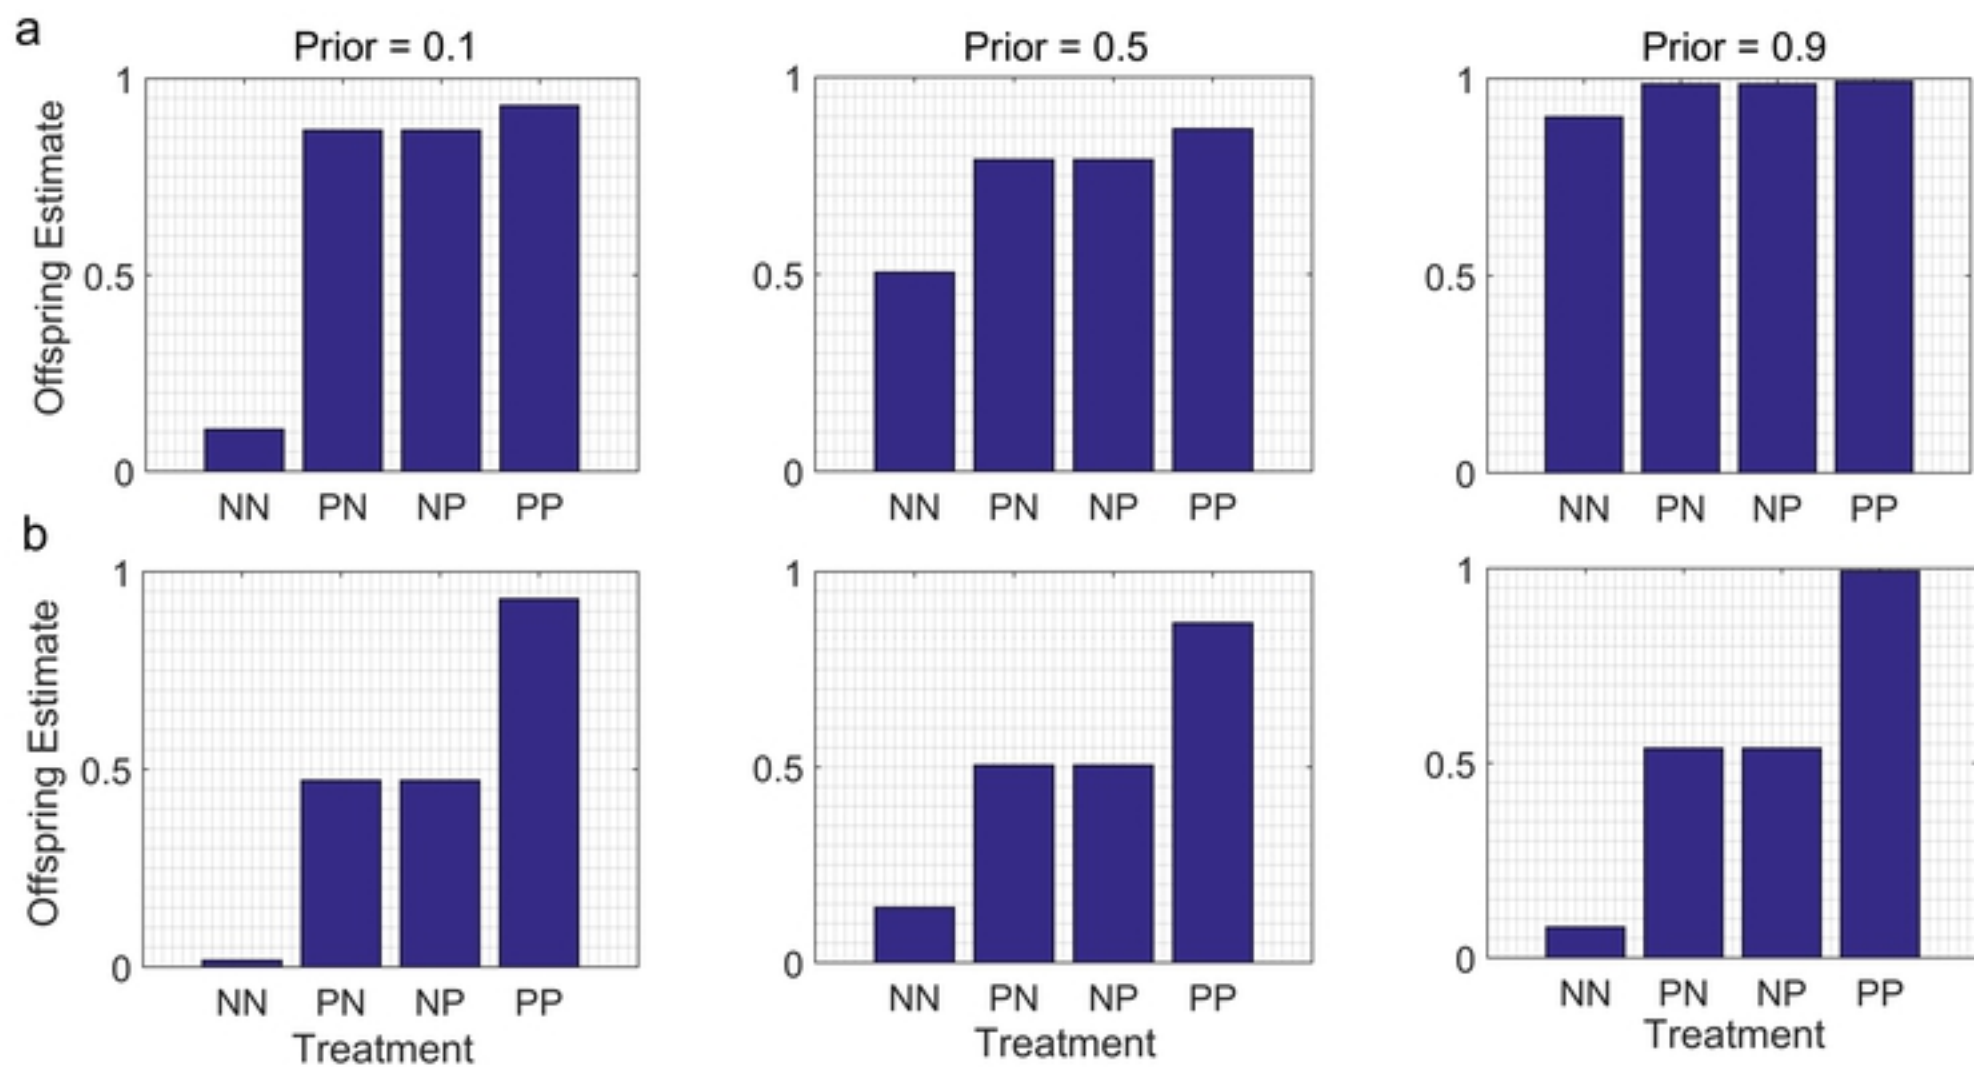 a
Prior = 0.1
Prior = 0.5
Prior = 0.9
Offspring Estimate
1
0.5
0
NN PN NP PP
1
0.5
0
NN PN NP PP
1
0.5
0
NN PN NP PP
b
Offspring Estimate
1
0.5
0
NN PN NP PP
Treatment
1
0.5
0
NN PN NP PP
Treatment
1
0.5
0
NN PN NP PP
Treatment